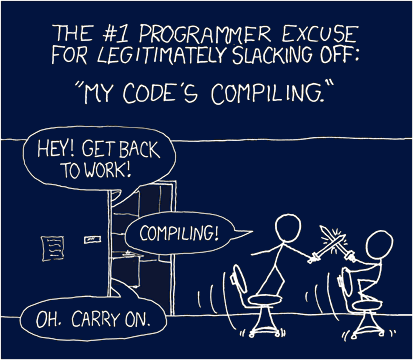 THE #1 PROGRAMMER EXCUSE
FOR LEGITIMATELY SLACKING OFF:
"MY CODE'S COMPILING."
HEY! GET BACK
TO WORK!
COMPILING!
OH. CARRY ON.